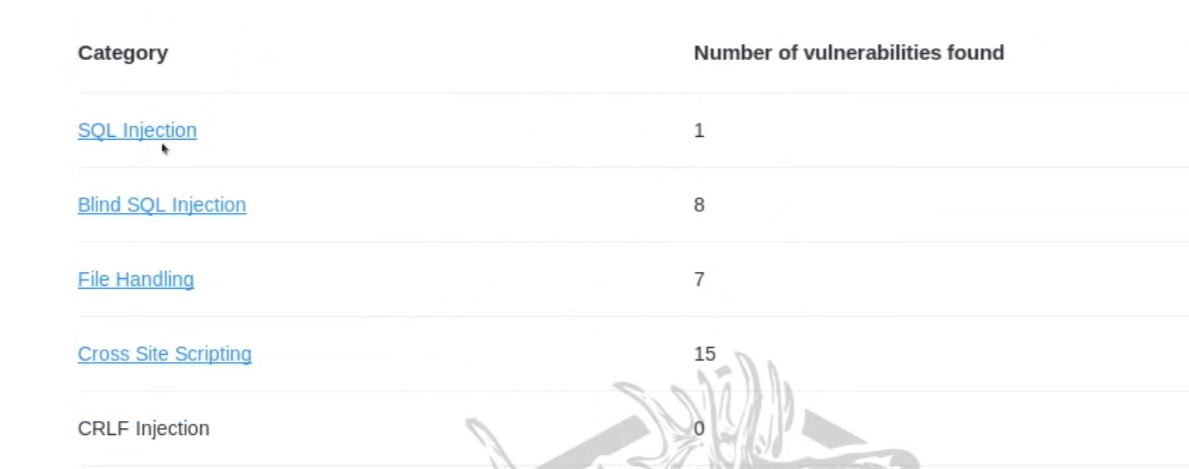 Category Number of vulnerabilities found
SQL Injection 1
Blind SQL Injection 8
File Handling 7
Cross Site Scripting 15
CRLF Injection 0